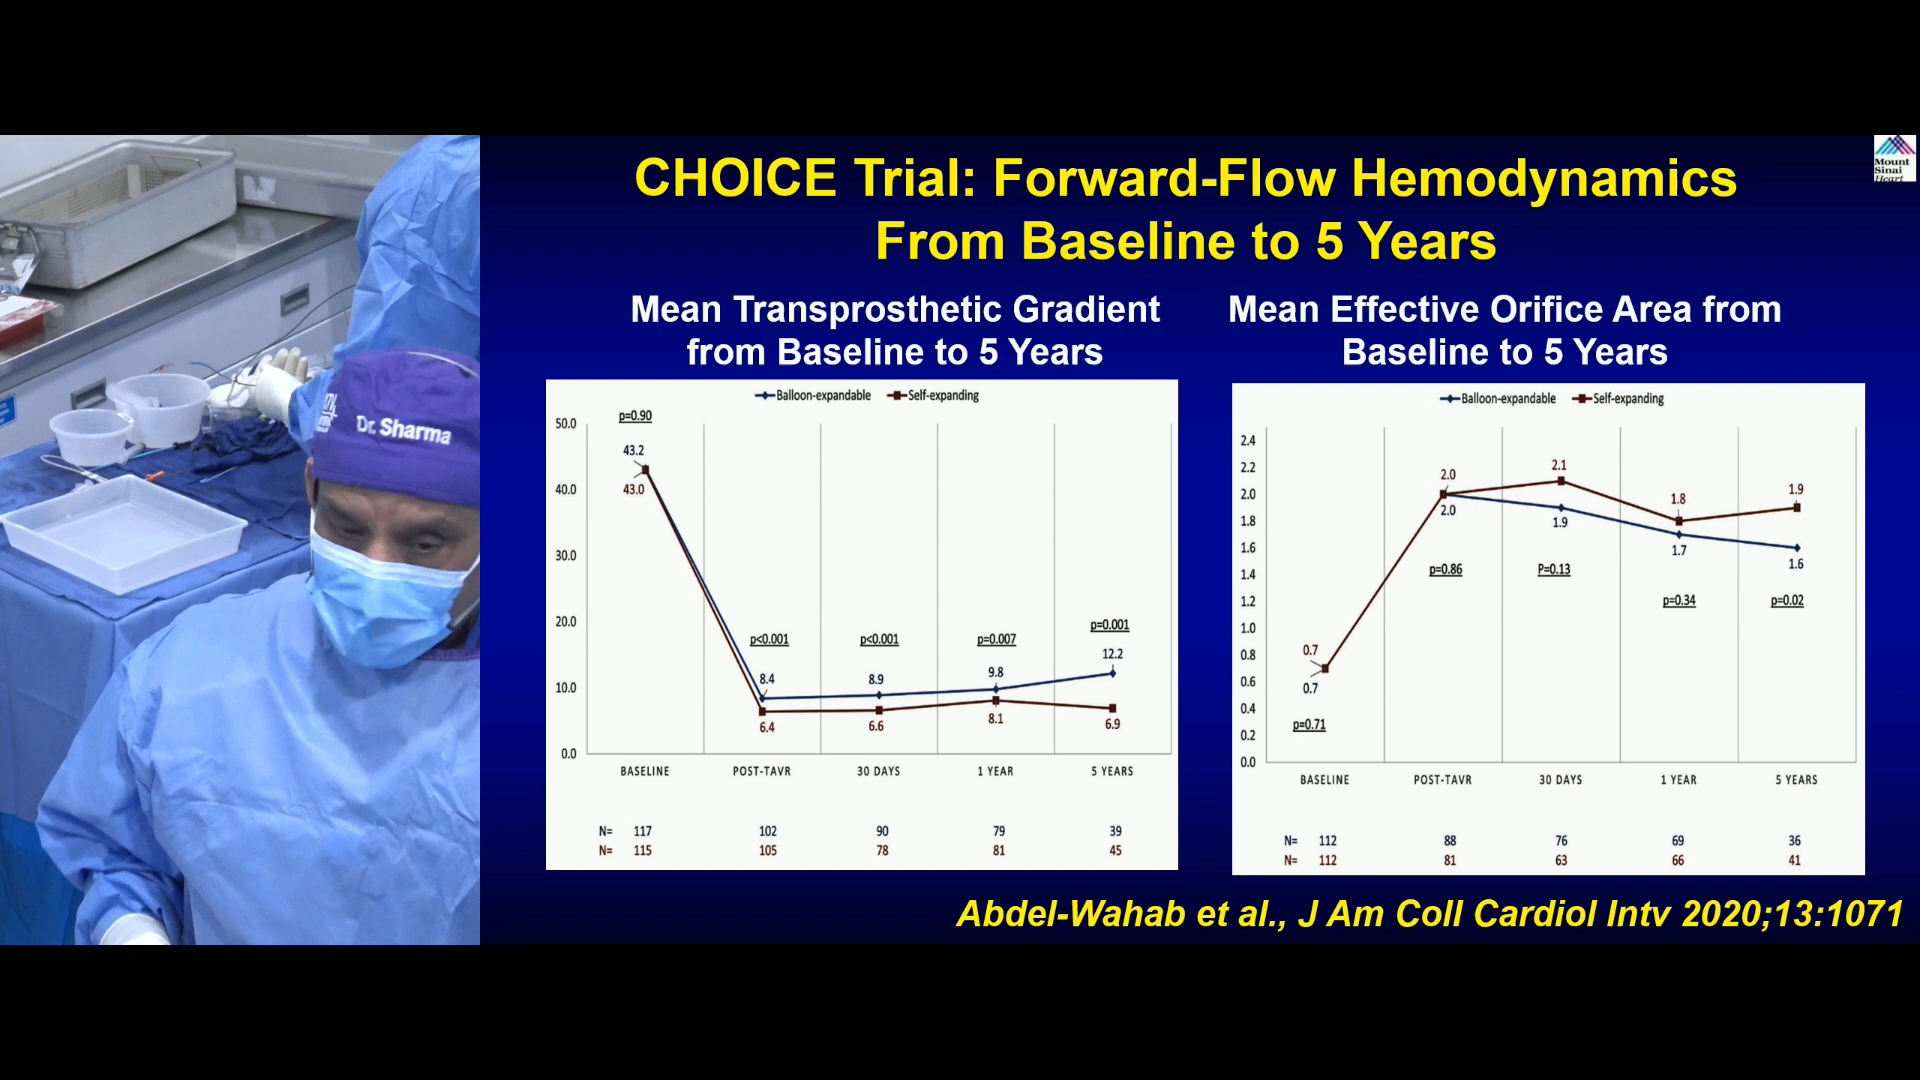 Dr. Sharma
CHOICE Trial: Forward-Flow Hemodynamics
From Baseline to 5 Years
Mount
Sinai
Heart
Mean Transprosthetic Gradient
from Baseline to 5 Years
Balloon-expandable Self-expanding
50.0
40.0
30.0
20.0
10.0
0.0
p=0.90
43.2
43.0
p<0.001 p<0.001 p=0.007 p=0.001
8.4 8.9 9.8 12.2
6.4 6.6 8.1 6.9
BASELINE POST-TAVR 30 DAYS 1 YEAR 5 YEARS
N= 117 102 90 79 39
N= 115 105 78 81 45
Mean Effective Orifice Area from
Baseline to 5 Years
Balloon-expandable Self-expanding
2.4
2.2
2.0
1.8
1.6
1.4
1.2
1.0
0.8
0.6
0.4
0.2
0.0
2.0 2.1 1.8 1.9
2.0 1.9 1.7 1.6
p=0.86 P=0.13 p=0.34 p=0.02
0.7
0.7
p=0.71
BASELINE POST-TAVR 30 DAYS 1 YEAR 5 YEARS
N= 112 88 76 69 36
N= 112 81 63 66 41
Abdel-Wahab et al., J Am Coll Cardiol Intv 2020;13:1071